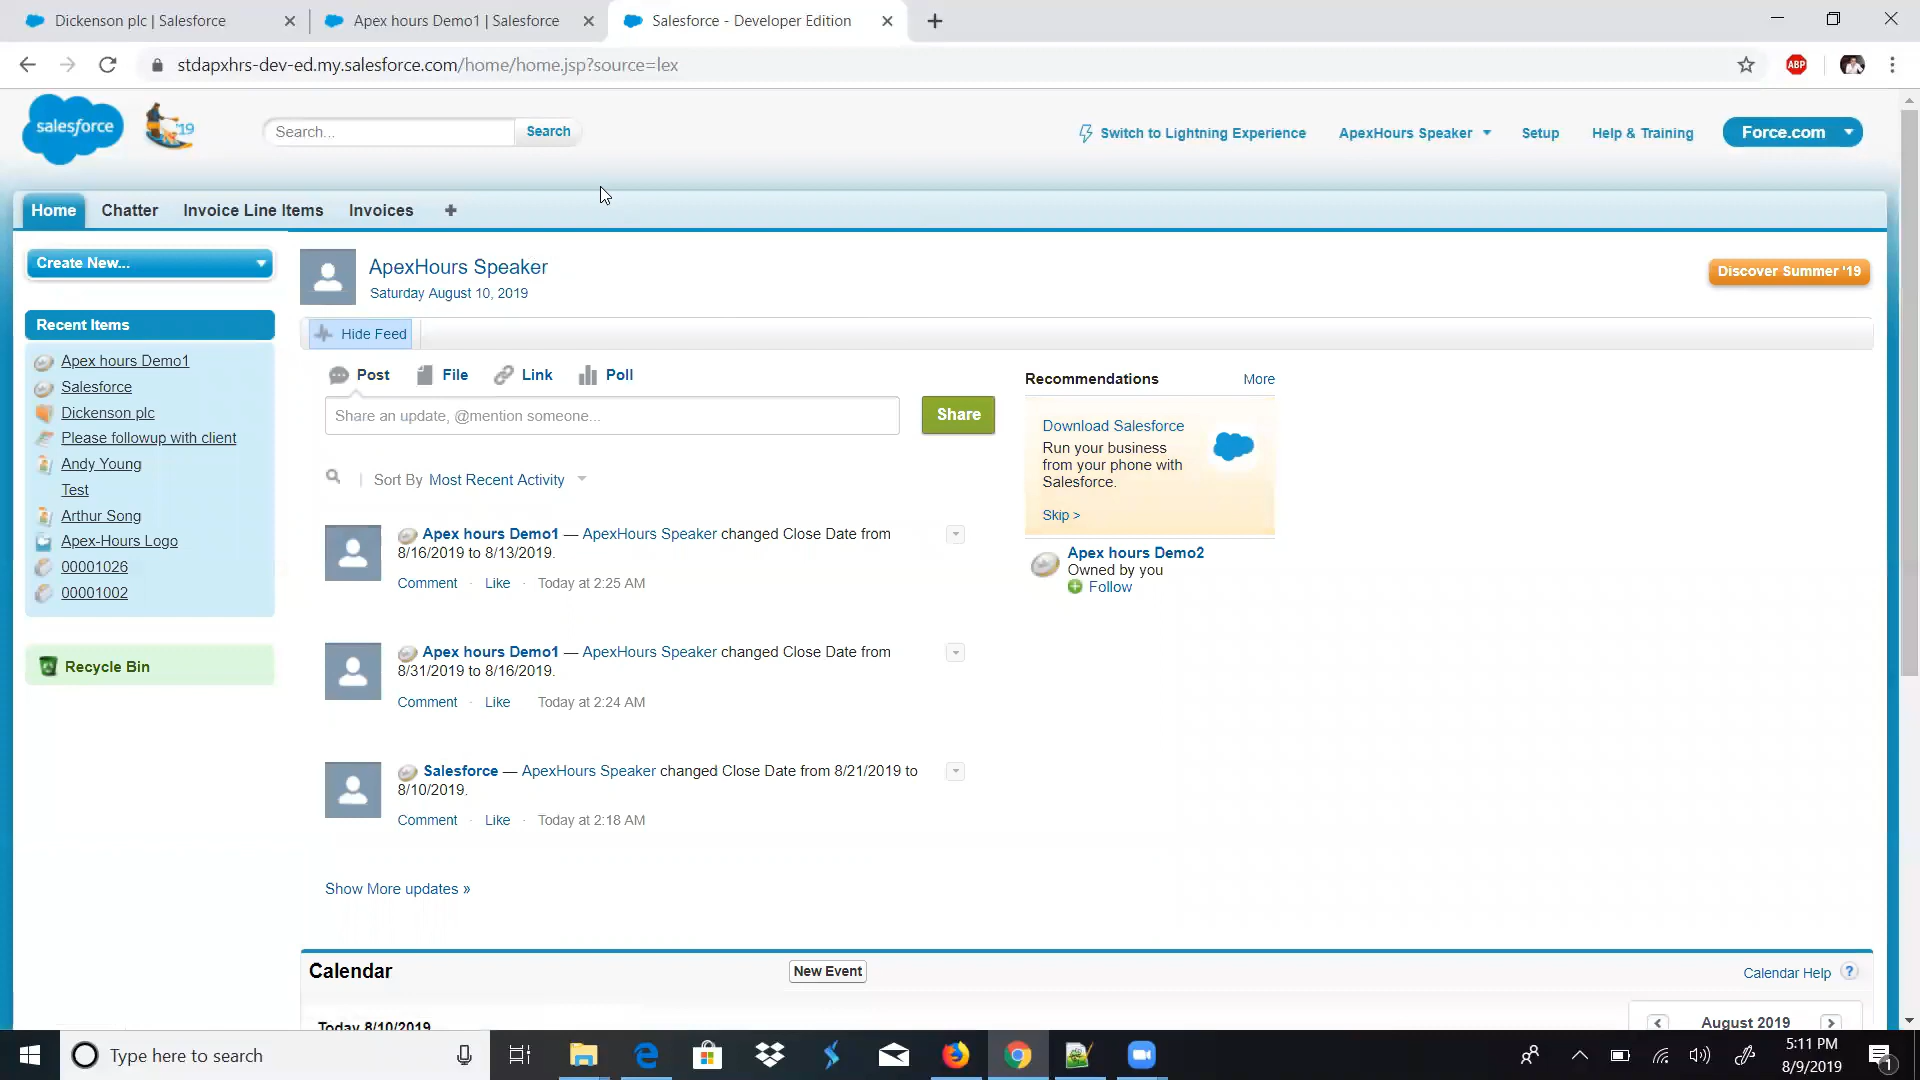 Dickenson plc | Salesforce
Apex hours Demo1 | Salesforce
Salesforce - Developer Edition
stdapxhrs-dev-ed.my.salesforce.com/home/home.jsp?source=lex
ABP
salesforce
'19
Search...
Search
Switch to Lightning Experience
ApexHours Speaker
Setup
Help & Training
Force.com
Home
Chatter
Invoice Line Items
Invoices
Create New...
ApexHours Speaker
Saturday August 10, 2019
Discover Summer '19
Recent Items
Apex hours Demo1
Salesforce
Dickenson plc
Please followup with client
Andy Young
Test
Arthur Song
Apex-Hours Logo
00001026
00001002
Recycle Bin
Hide Feed
Post
File
Link
Poll
Share an update, @mention someone...
Share
Sort By Most Recent Activity
Apex hours Demo1 — ApexHours Speaker changed Close Date from
8/16/2019 to 8/13/2019.
Comment · Like · Today at 2:25 AM
Apex hours Demo1 — ApexHours Speaker changed Close Date from
8/31/2019 to 8/16/2019.
Comment · Like Today at 2:24 AM
Salesforce — ApexHours Speaker changed Close Date from 8/21/2019 to
8/10/2019.
Comment · Like · Today at 2:18 AM
Show More updates »
Recommendations
More
Download Salesforce
Run your business
from your phone with
Salesforce.
Skip >
Apex hours Demo2
Owned by you
Follow
Calendar
New Event
Calendar Help ?
Today 8/10/2019
August 2019
Type here to search
5:11 PM
8/9/2019
1